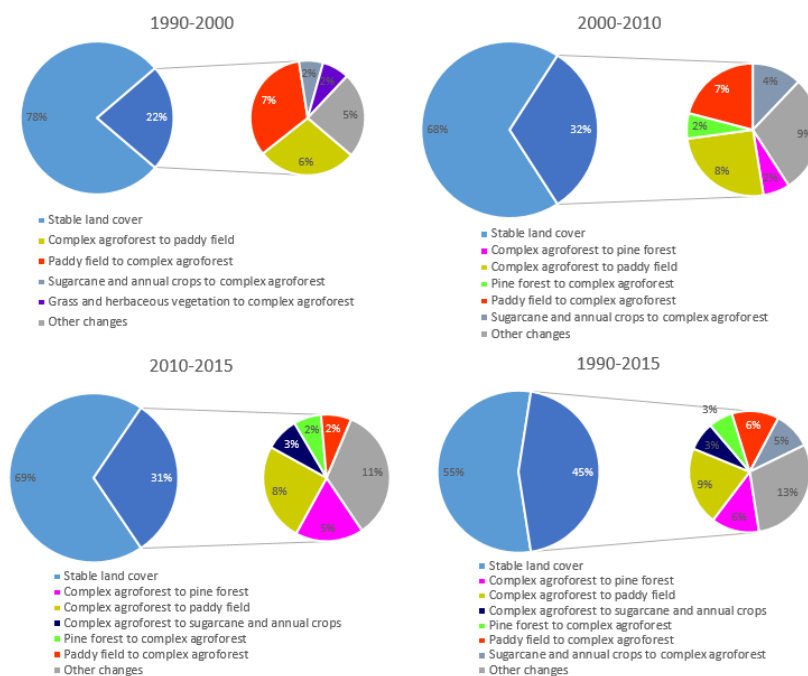 1990-2000
78%
22%
2%
2%
7%
5%
6%
Stable land cover
Complex agroforest to paddy field
Paddy field to complex agroforest
Sugarcane and annual crops to complex agroforest
Grass and herbaceous vegetation to complex agroforest
Other changes
2000-2010
68%
32%
7%
4%
2%
9%
8%
2%
Stable land cover
Complex agroforest to pine forest
Complex agroforest to paddy field
Pine forest to complex agroforest
Paddy field to complex agroforest
Sugarcane and annual crops to complex agroforest
Other changes
2010-2015
69%
31%
2%
2%
3%
11%
8%
5%
Stable land cover
Complex agroforest to pine forest
Complex agroforest to paddy field
Complex agroforest to sugarcane and annual crops
Pine forest to complex agroforest
Paddy field to complex agroforest
Other changes
1990-2015
55%
45%
3%
6%
3%
5%
9%
13%
6%
Stable land cover
Complex agroforest to pine forest
Complex agroforest to paddy field
Complex agroforest to sugarcane and annual crops
Pine forest to complex agroforest
Paddy field to complex agroforest
Sugarcane and annual crops to complex agroforest
Other changes